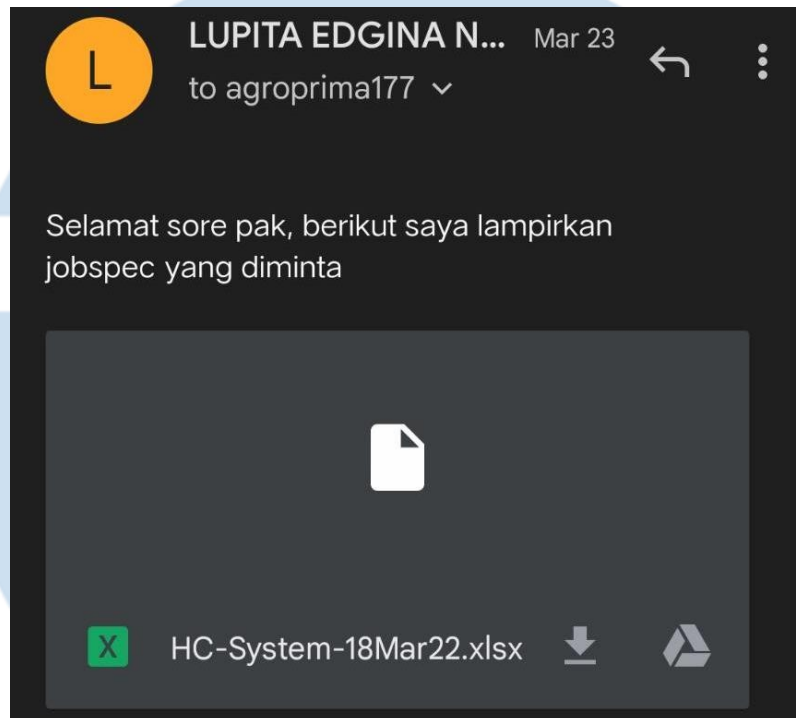 LUPITA EDGINA N... Mar 23
L
to agroprima177
Selamat sore pak, berikut saya lampirkan
jobspec yang diminta
X HC-System-18Mar22.xlsx